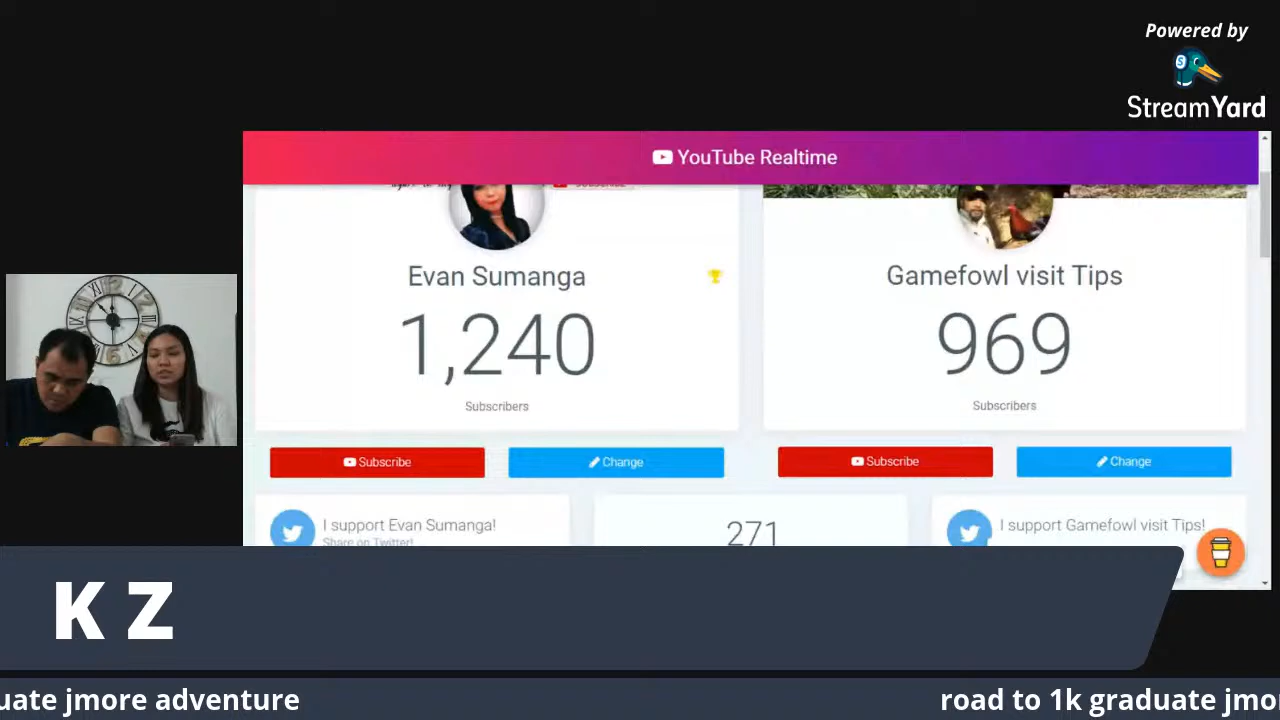 Powered by
StreamYard
YouTube Realtime
Evan Sumanga
1,240
Subscribers
Subscribe
Change
Gamefowl visit Tips
969
Subscribers
Subscribe
Change
I support Evan Sumanga!
Share on Twitter!
271
I support Gamefowl visit Tips!
K Z
uate jmore adventure
road to 1k graduate jmo